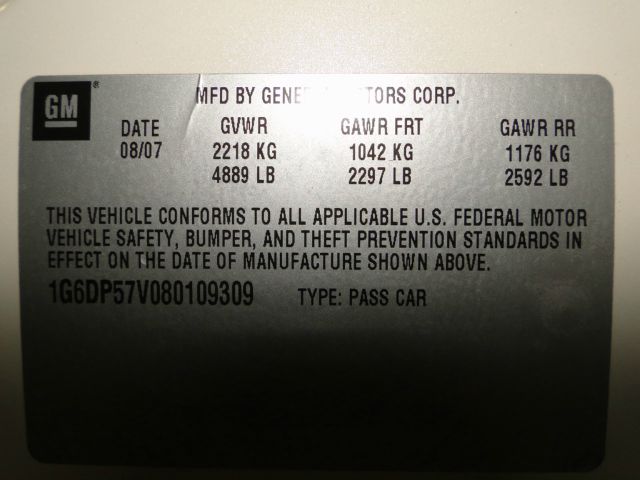 GM®
MFD BY GENE TORS CORP.
DATE GVWR GAWR FRT GAWR RR
08/07 2218 KG 1042 KG 1176 KG
4889 LB 2297 LB 2592 LB
THIS VEHICLE CONFORMS TO ALL APPLICABLE U.S. FEDERAL MOTOR
VEHICLE SAFETY, BUMPER, AND THEFT PREVENTION STANDARDS IN
EFFECT ON THE DATE OF MANUFACTURE SHOWN ABOVE.
1G6DP57V080109309 TYPE: PASS CAR